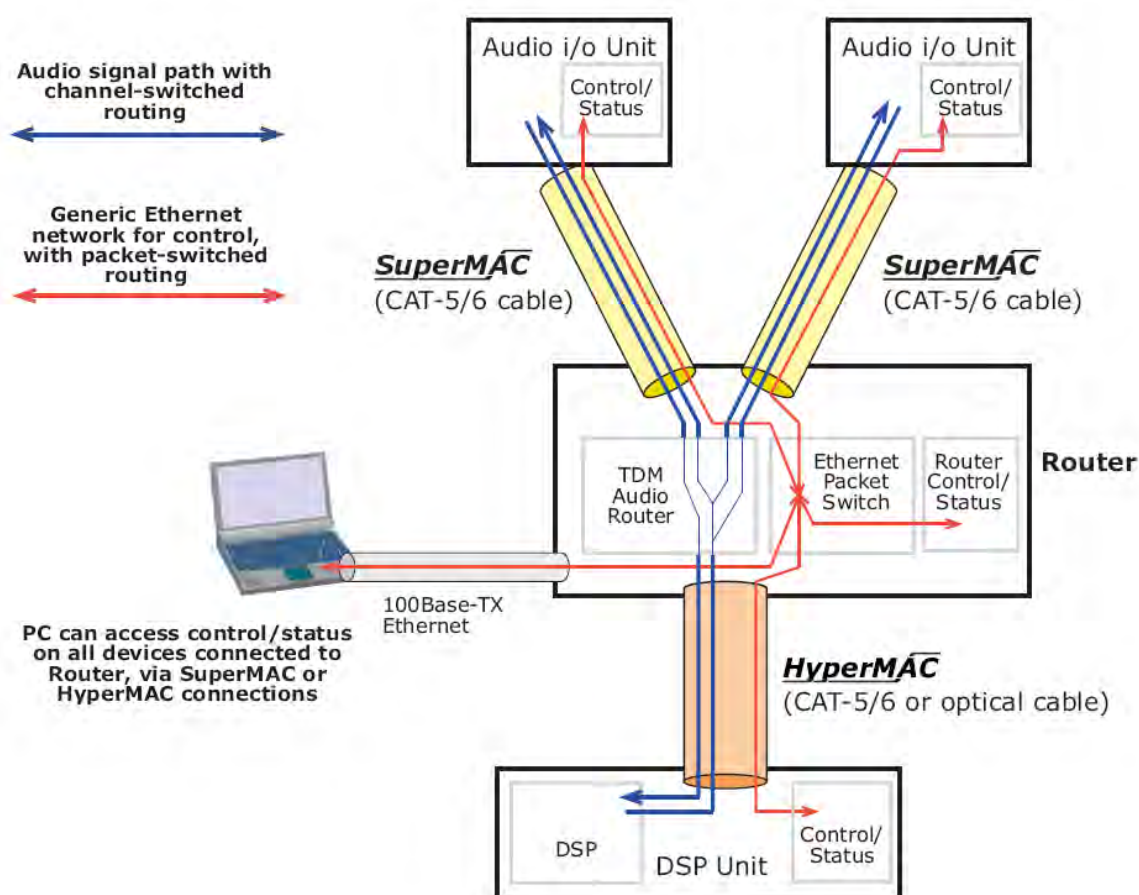 Audio signal path with
channel-switched
routing
Generic Ethernet
network for control,
with packet-switched
routing
Audio i/o Unit
Control/
Status
Audio i/o Unit
Control/
Status
SuperMAC
(CAT-5/6 cable)
SuperMAC
(CAT-5/6 cable)
TDM
Audio
Router
Ethernet
Packet
Switch
Router
Control/
Status
Router
100Base-TX
Ethernet
PC can access control/status
on all devices connected to
Router, via SuperMAC or
HyperMAC connections
HyperMAC
(CAT-5/6 or optical cable)
DSP
DSP Unit
Control/
Status